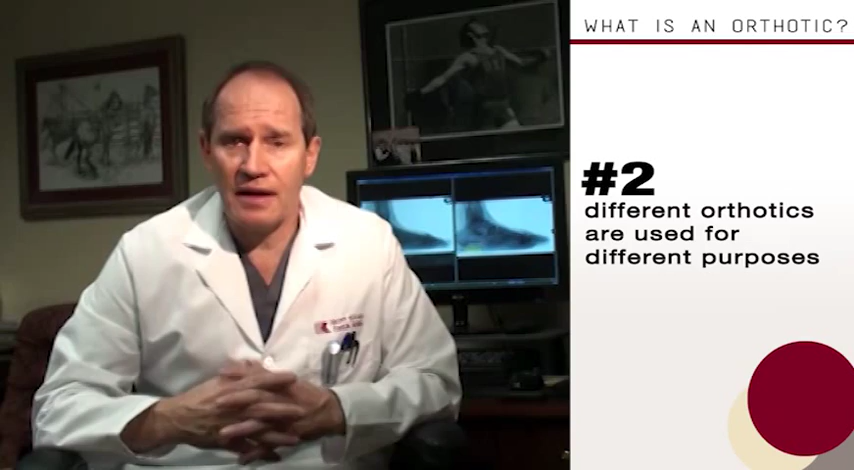 WHAT IS AN ORTHOTIC?
#2
different orthotics
are used for
different purposes